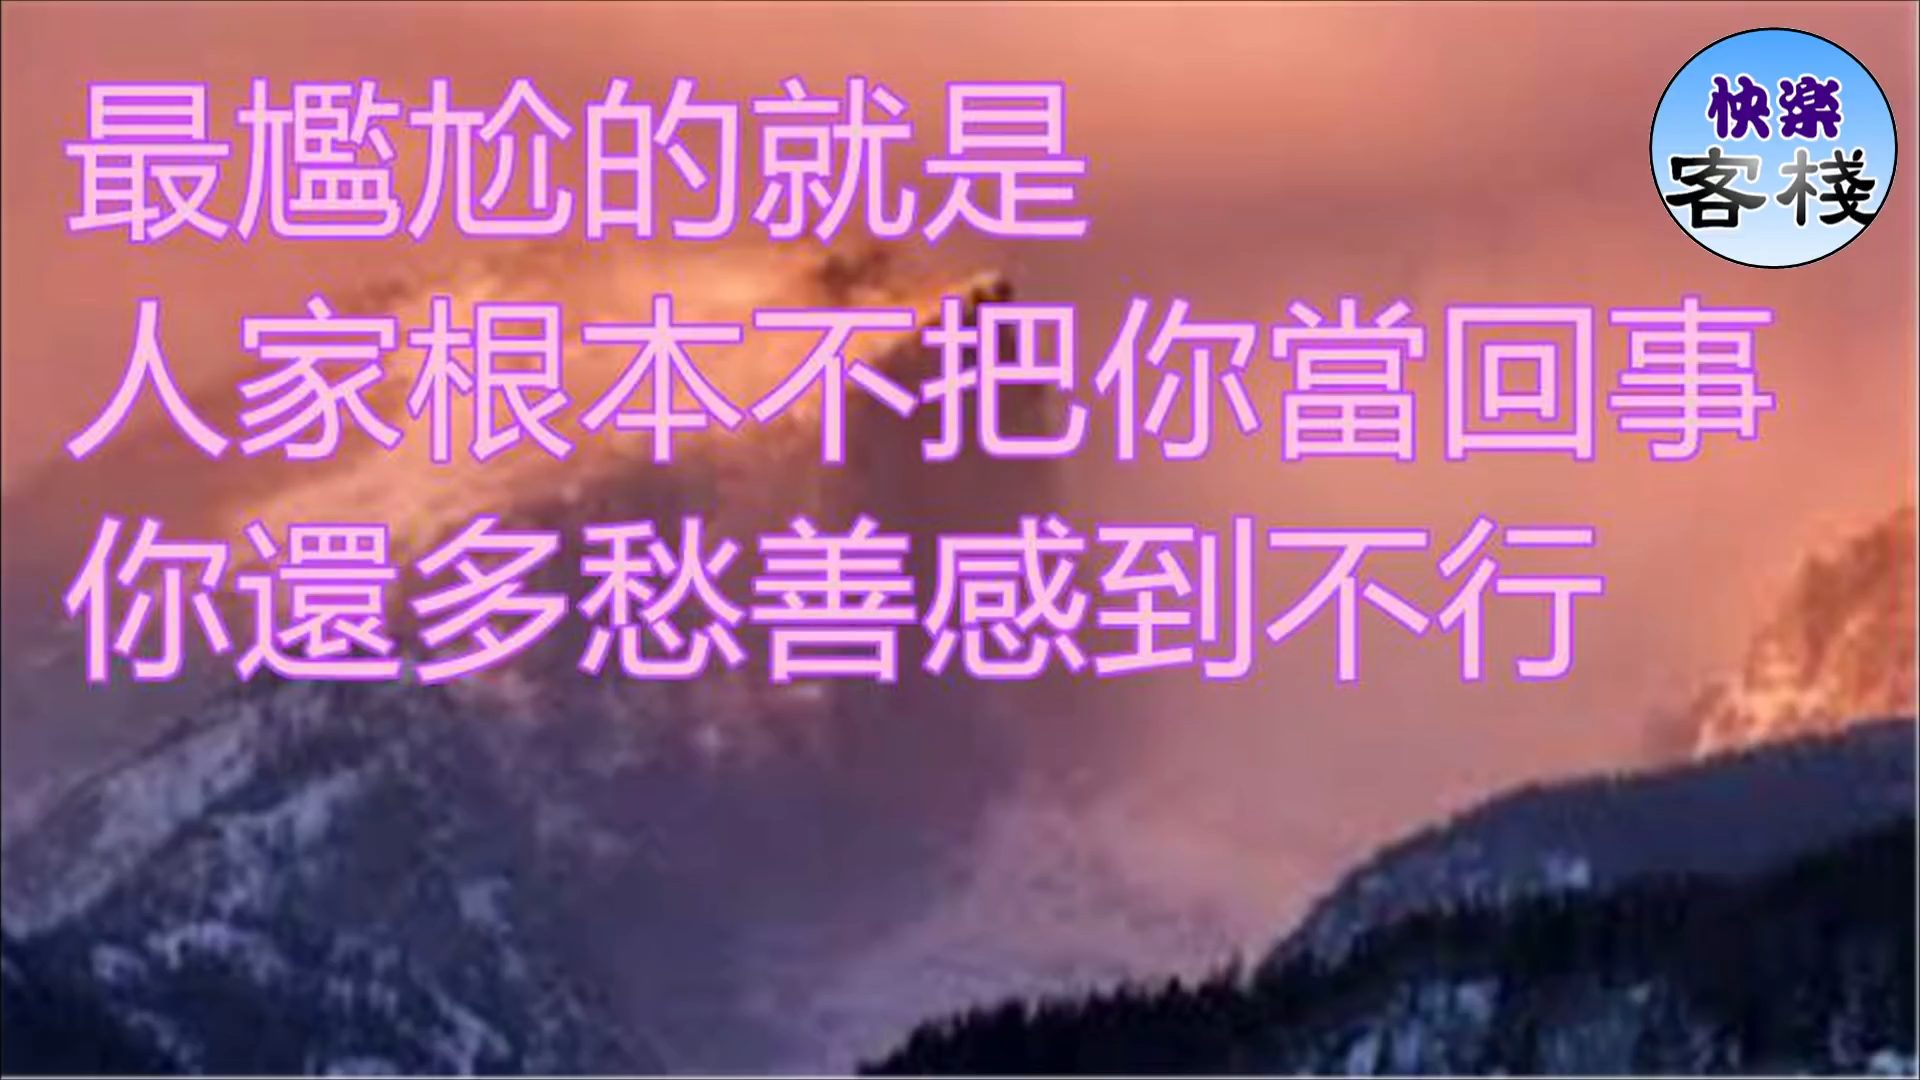 最尷尬的就是
人家根本不把你當回事
你還多愁善感到不行
快楽
客棧